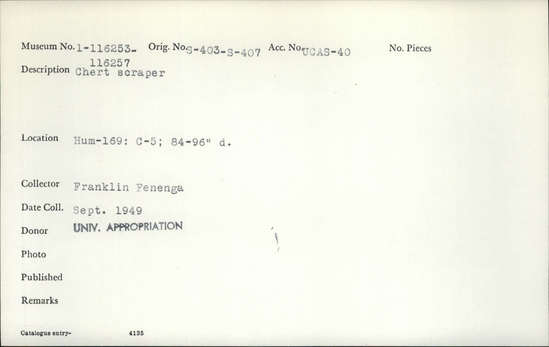 Museum No. 1-116253- Orig. No. S-403-S-407 Acc. No. UCAS-40 No. Pieces
116257
Description Chert scraper
Location Hum-169: C-5; 84-96" d.
Collector Franklin Fenenga
Date Coll. Sept. 1949
Donor UNIV. APPROPRIATION
Photo
Published
Remarks
Catalogue entry- 4135